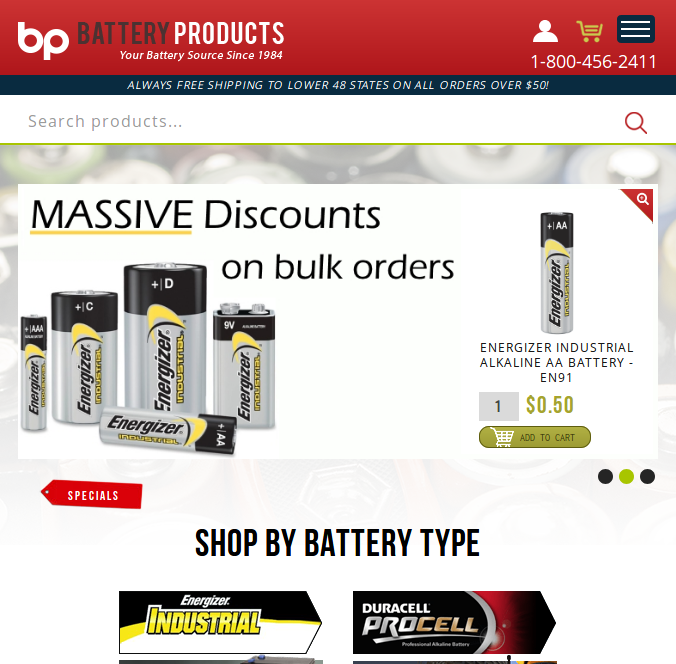 bp BATTERY PRODUCTS
Your Battery Source Since 1984
1-800-456-2411
ALWAYS FREE SHIPPING TO LOWER 48 STATES ON ALL ORDERS OVER $50!
Search products...
MASSIVE Discounts
on bulk orders
+|AAA
Energizer
INDUSTRIAL
+|C
Energizer
INDUSTRIAL
+|D
Energizer
INDUSTRIAL
9V
Energizer
INDUSTRIAL
Energizer
INDUSTRIAL
+|AA
+|AA
Energizer
INDUSTRIAL
ENERGIZER INDUSTRIAL
ALKALINE AA BATTERY -
EN91
1 $0.50
ADD TO CART
SPECIALS
SHOP BY BATTERY TYPE
Energizer
INDUSTRIAL
DURACELL
PROCELL
Professional Alkaline Battery